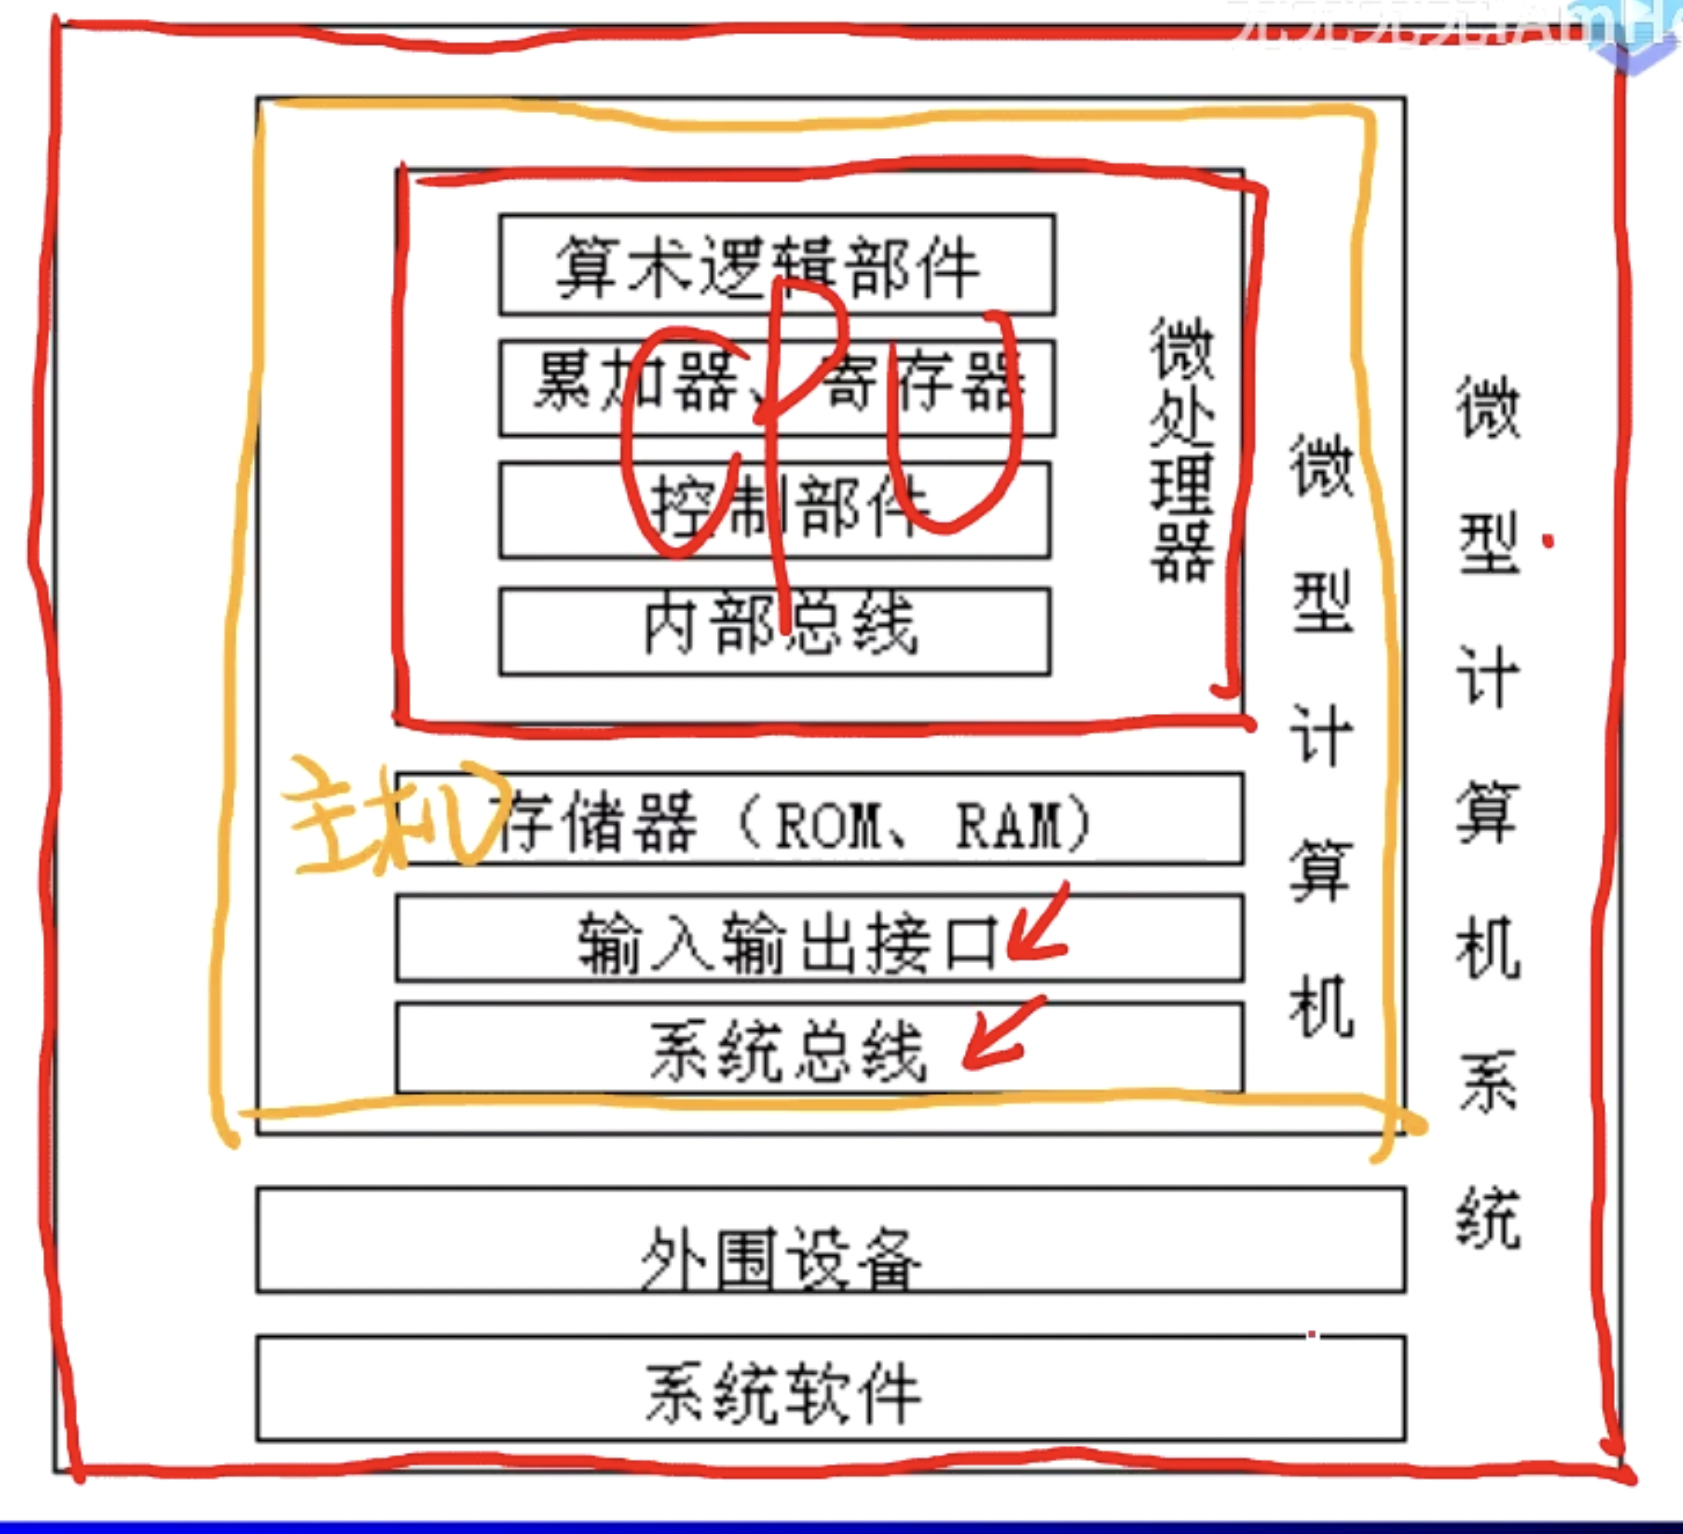 算术逻辑部件
累加器、寄存器
控制部件
内部总线
CPU
微处理器
主机
存储器（ROM、RAM）
输入输出接口
系统总线
微型计算机
外围设备
系统软件
微型计算机系统